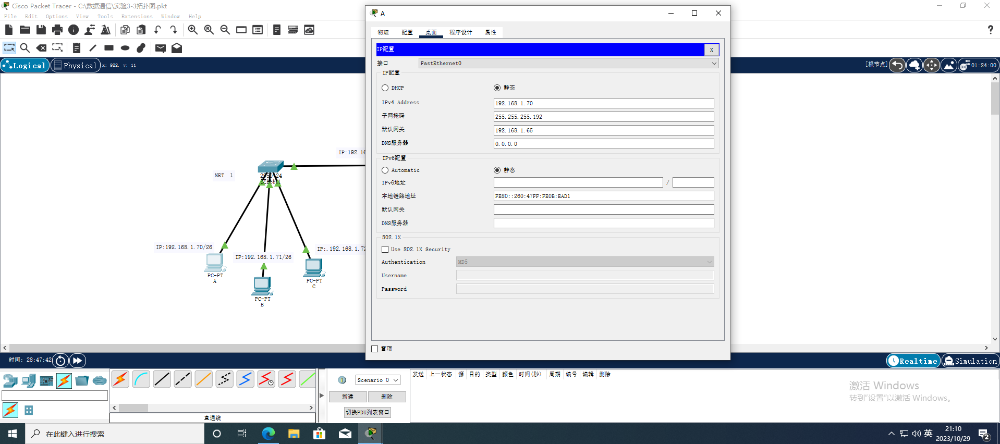 Cisco Packet Tracer - C:\数据通信\实验3-3拓扑图.pkt
File Edit Options View Tools Extensions Window Help
Logical
Physical
x: 922, y: 11
[根节点]
01:24:00
NET 1
IP:192.16
2950-24
交换机1
IP:192.168.1.70/26
IP:192.168.1.71/26
IP:.192.168.1.72
PC-PT
A
PC-PT
B
PC-PT
C
A
物理 配置 桌面 程序设计 属性
IP配置
X
接口
FastEthernet0
IP配置
DHCP
静态
IPv4 Address
192.168.1.70
子网掩码
255.255.255.192
默认网关
192.168.1.65
DNS服务器
0.0.0.0
IPv6配置
Automatic
静态
IPv6地址
/
本地链路地址
FE80::260:47FF:FE0B:EAD1
默认网关
DNS服务器
802.1X
Use 802.1X Security
Authentication
MD5
Username
Password
置顶
时间: 28:47:42
Realtime
Simulation
Scenario 0
新建
删除
切换PDU列表窗口
发送 上一状态 源 目的 类型 颜色 时间(秒) 周期 编号 编辑 删除
直通线
激活 Windows
转到"设置"以激活 Windows。
在此键入进行搜索
英
21:10
2023/10/29
2